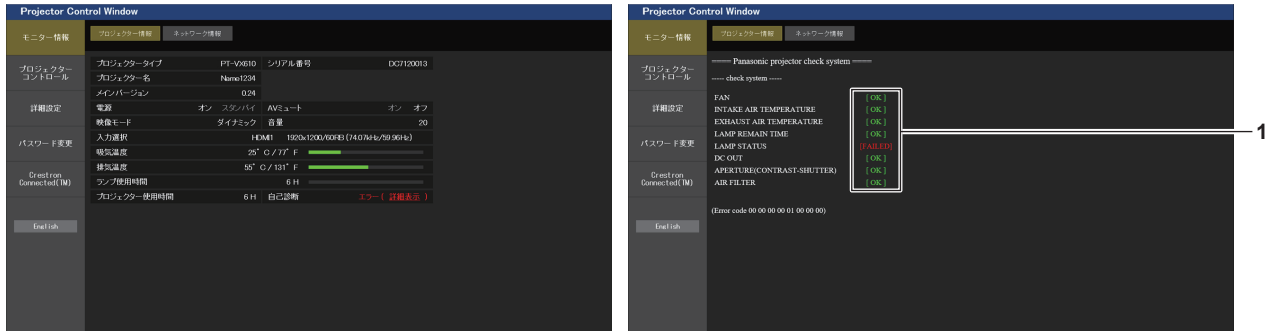 Projector Control Window
モニター情報
プロジェクター情報 ネットワーク情報
プロジェクター
コントロール
詳細設定
パスワード変更
Crestron
Connected(TM)
English
プロジェクタータイプ PT-VX610 シリアル番号 DC7120013
プロジェクター名 Name1234
メインバージョン 0.24
電源 オン スタンバイ AVミュート オン オフ
映像モード ダイナミック 音量 20
入力選択 HDMI1 1920x1200/60RB (74.07kHz/59.96Hz)
吸気温度 25° C / 77° F
排気温度 55° C / 131° F
ランプ使用時間 6 H
プロジェクター使用時間 6 H 自己診断 エラー ( 詳細表示 )
Projector Control Window
モニター情報
プロジェクター情報 ネットワーク情報
プロジェクター
コントロール
詳細設定
パスワード変更
Crestron
Connected(TM)
English
===== Panasonic projector check system =====
----- check system -----
FAN [ OK ]
INTAKE AIR TEMPERATURE [ OK ]
EXHAUST AIR TEMPERATURE [ OK ]
LAMP REMAIN TIME [ OK ]
LAMP STATUS [FAILED]
DC OUT [ OK ]
APERTURE(CONTRAST-SHUTTER) [ OK ]
AIR FILTER [ OK ]
(Error code 00 00 00 00 01 00 00 00)
1